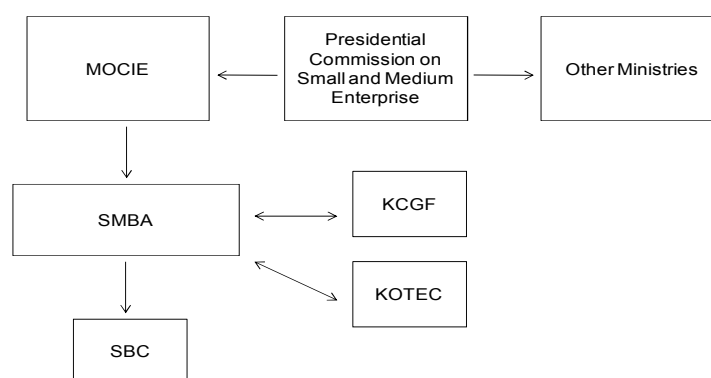 MOCIE
Presidential
Commission on
Small and Medium
Enterprise
Other Ministries
SMBA
KCGF
KOTEC
SBC